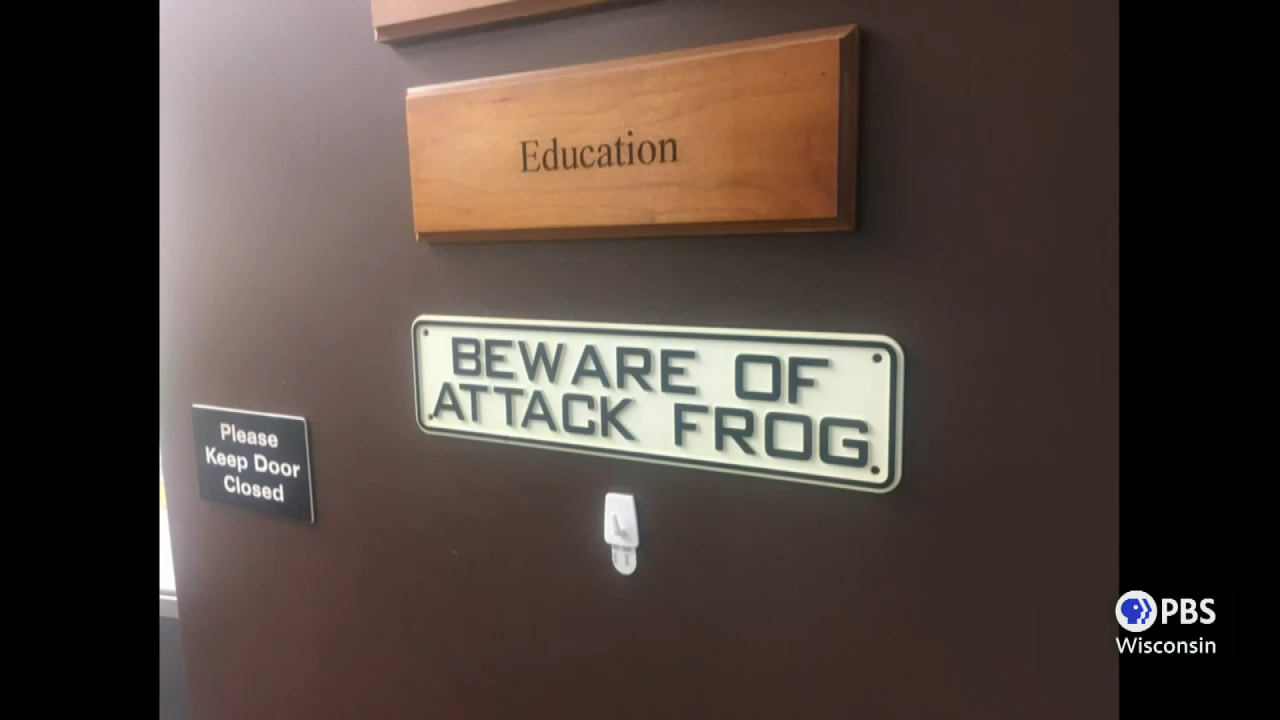 Education
BEWARE OF
ATTACK FROG
Please
Keep Door
Closed
PBS
Wisconsin